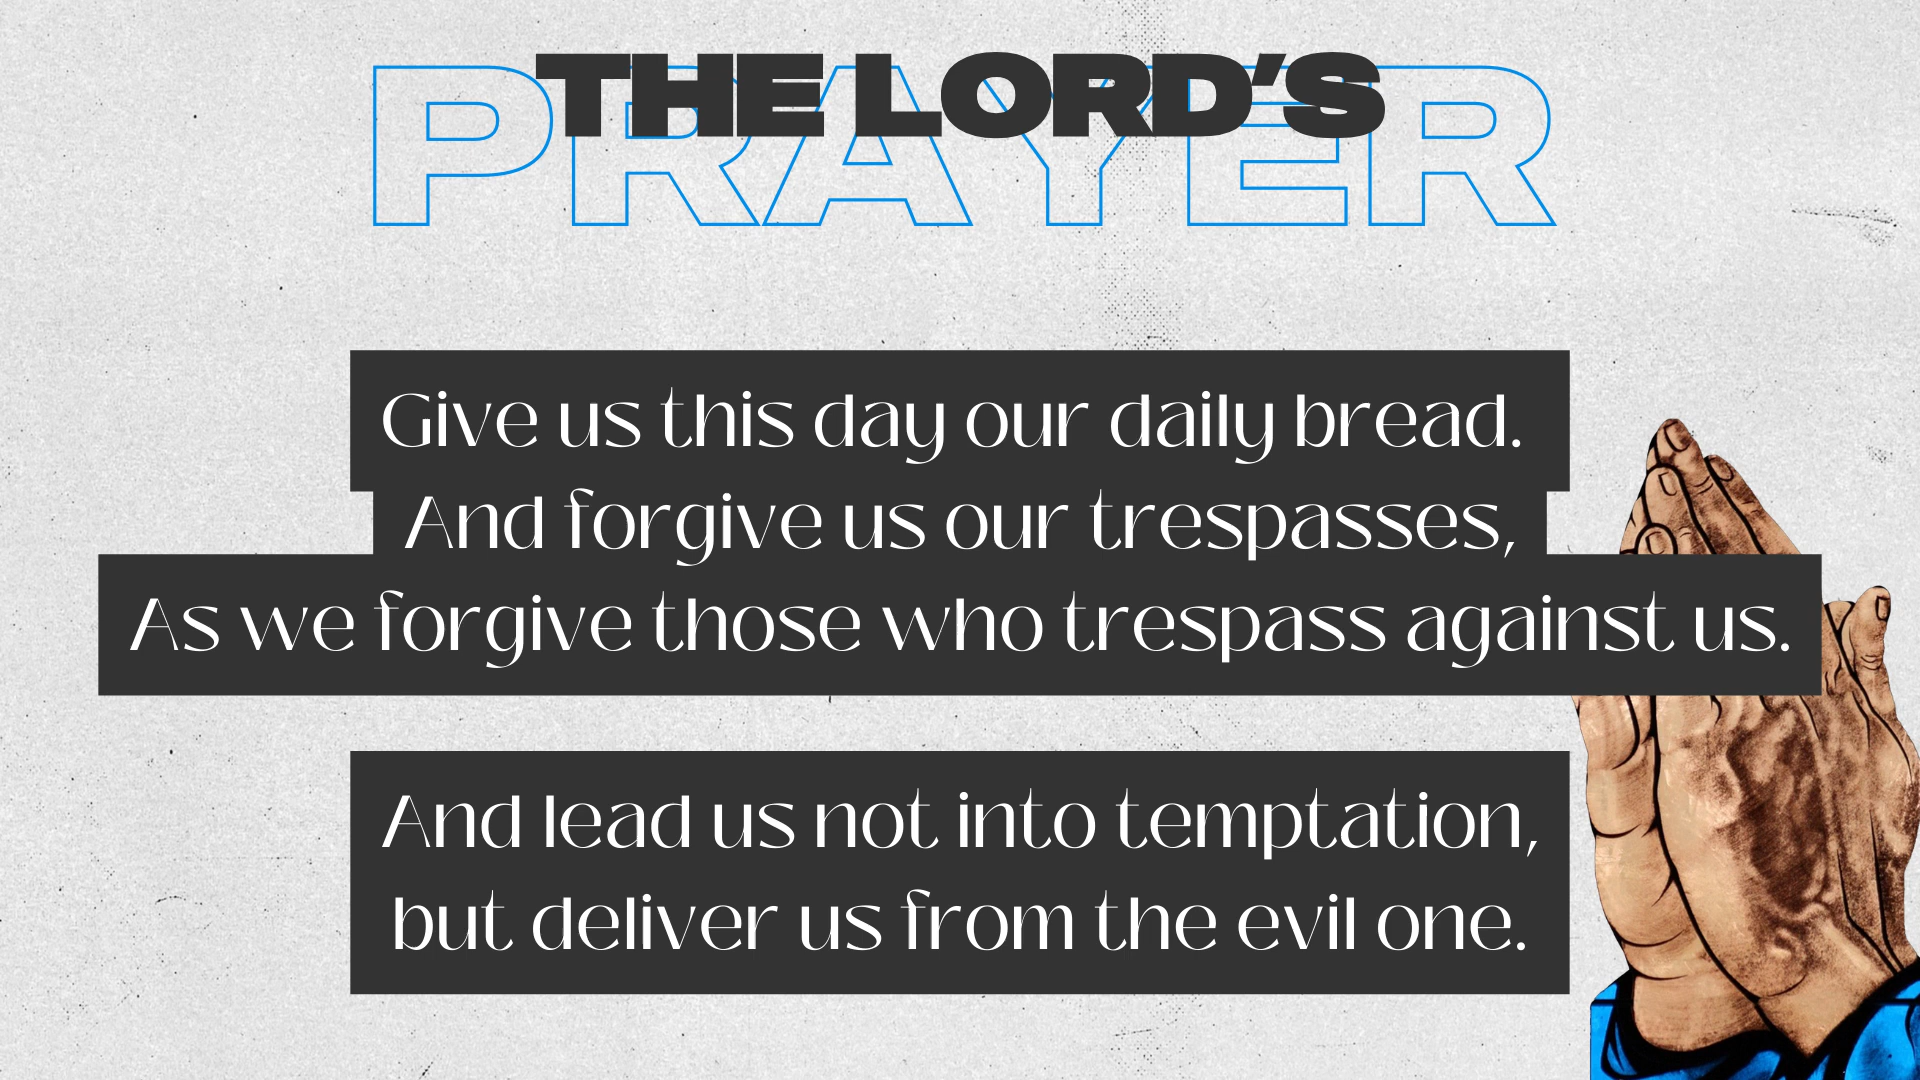 THE LORD'S
PRAYER
Give us this day our daily bread.
And forgive us our trespasses,
As we forgive those who trespass against us.
And lead us not into temptation,
but deliver us from the evil one.